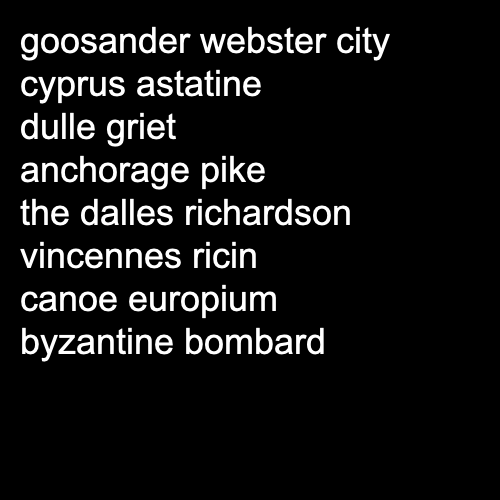 goosander webster city
cyprus astatine
dulle griet
anchorage pike
the dalles richardson
vincennes ricin
canoe europium
byzantine bombard